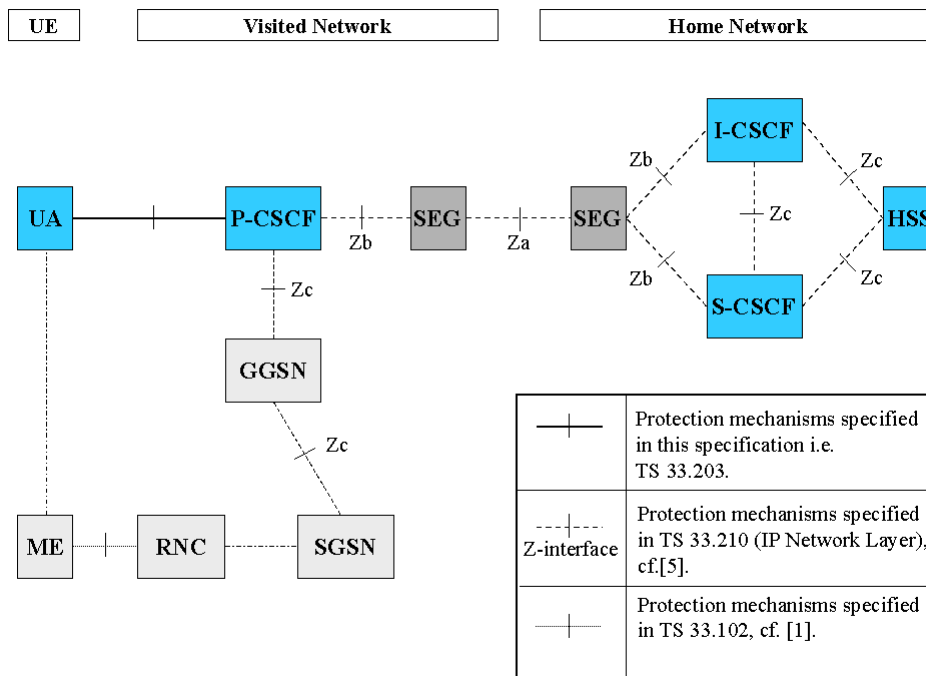 UE
Visited Network
Home Network
I-CSCF
Zb
Zc
UA
P-CSCF
SEG
SEG
HSS
Zb
Za
Zc
Zb
Zc
Zc
S-CSCF
GGSN
Zc
Protection mechanisms specified
in this specification i.e.
TS 33.203.
Z-interface
Protection mechanisms specified
in TS 33.210 (IP Network Layer),
cf.[5].
ME
RNC
SGSN
Protection mechanisms specified
in TS 33.102, cf. [1].